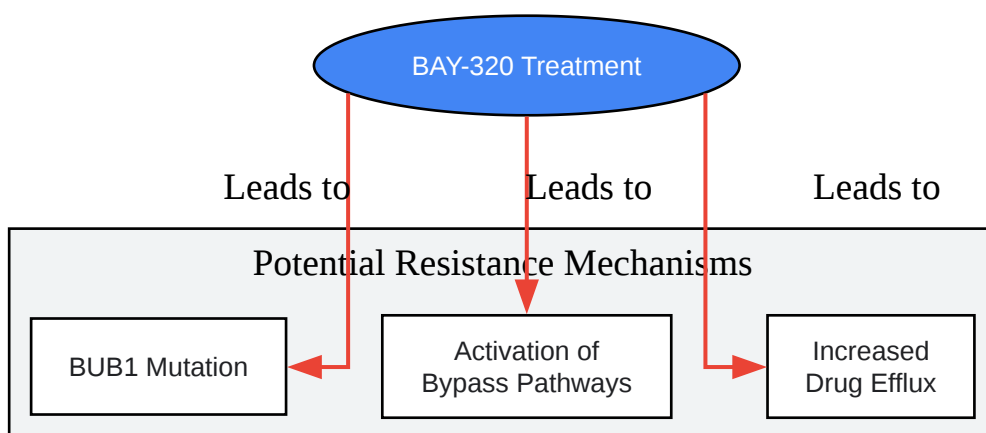 BAY-320 Treatment
Leads to
Leads to
Leads to
Potential Resistance Mechanisms
BUB1 Mutation
Activation of
Bypass Pathways
Increased
Drug Efflux